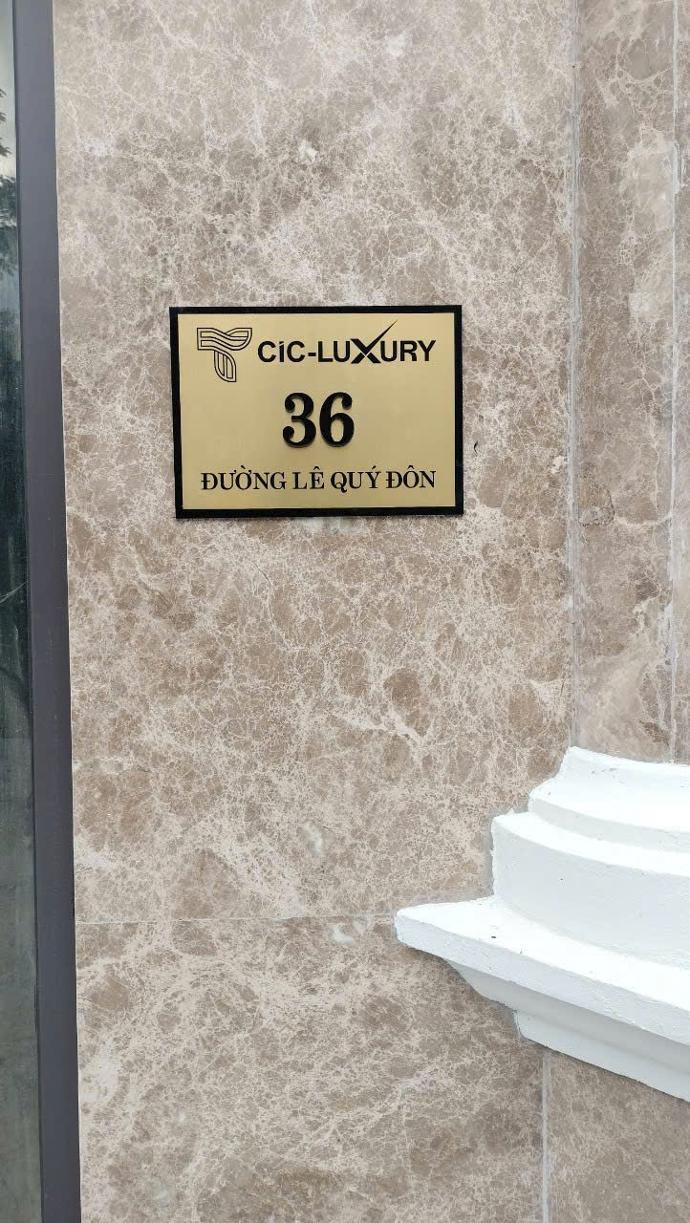 CiC-LUXURY
36
ĐƯỜNG LÊ QUÝ ĐÔN